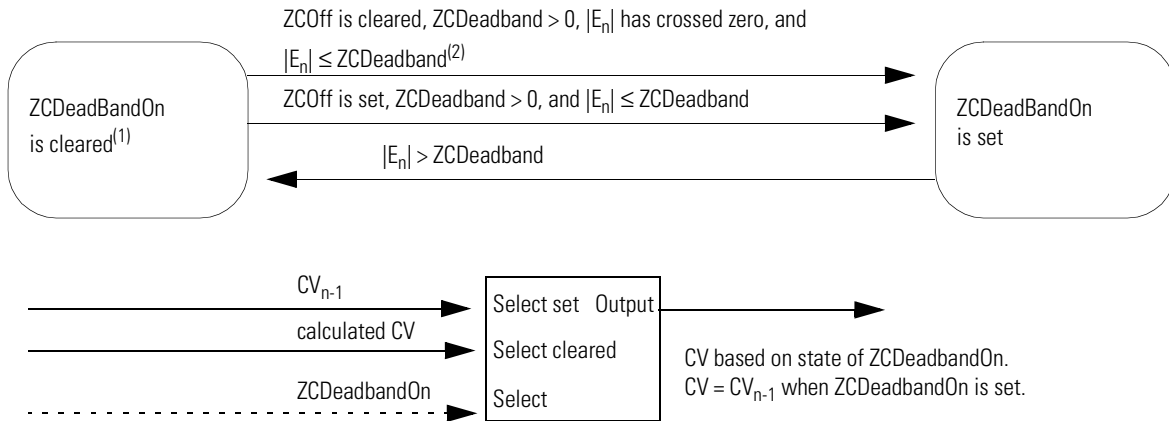 ZCOff is cleared, ZCDeadband > 0, |Eₙ| has crossed zero, and
|Eₙ| ≤ ZCDeadband⁽²⁾
ZCOff is set, ZCDeadband > 0, and |Eₙ| ≤ ZCDeadband
|Eₙ| > ZCDeadband
ZCDeadBandOn
is cleared⁽¹⁾
ZCDeadBandOn
is set
CVₙ₋₁
calculated CV
ZCDeadbandOn
Select set Output
Select cleared
Select
CV based on state of ZCDeadbandOn.
CV = CVₙ₋₁ when ZCDeadbandOn is set.